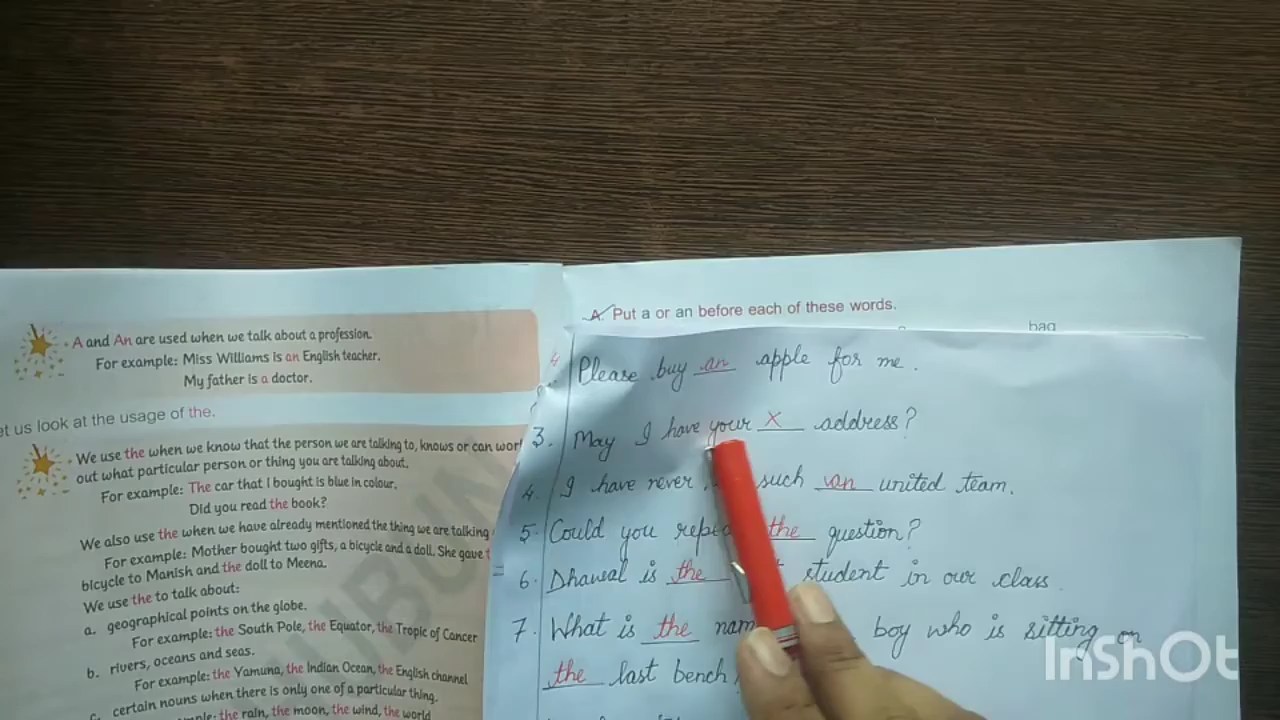 A and An are used when we talk about a profession.
For example: Miss Williams is an English teacher.
My father is a doctor.
et us look at the usage of the.
We use the when we know that the person we are talking to, knows or can wor
out what particular person or thing you are talking about.
For example: The car that I bought is blue in colour.
Did you read the book?
We also use the when we have already mentioned the thing we are talking
For example: Mother bought two gifts, a bicycle and a doll. She gave t
bicycle to Manish and the doll to Meena.
We use the to talk about:
a. geographical points on the globe.
For example: the South Pole, the Equator, the Tropic of Cancer
b. rivers, oceans and seas.
For example: the Yamuna, the Indian Ocean, the English channel
c. certain nouns when there is only one of a particular thing.
mple: the rain, the moon, the wind, the world
A. Put a or an before each of these words.
bag
Please buy an apple for me.
3. May I have your X address?
4. I have never such an united team.
5. Could you repea the question?
6. Dhawal is the t student in our class
7. What is the nam boy who is sitting on
the last bench
InShOt